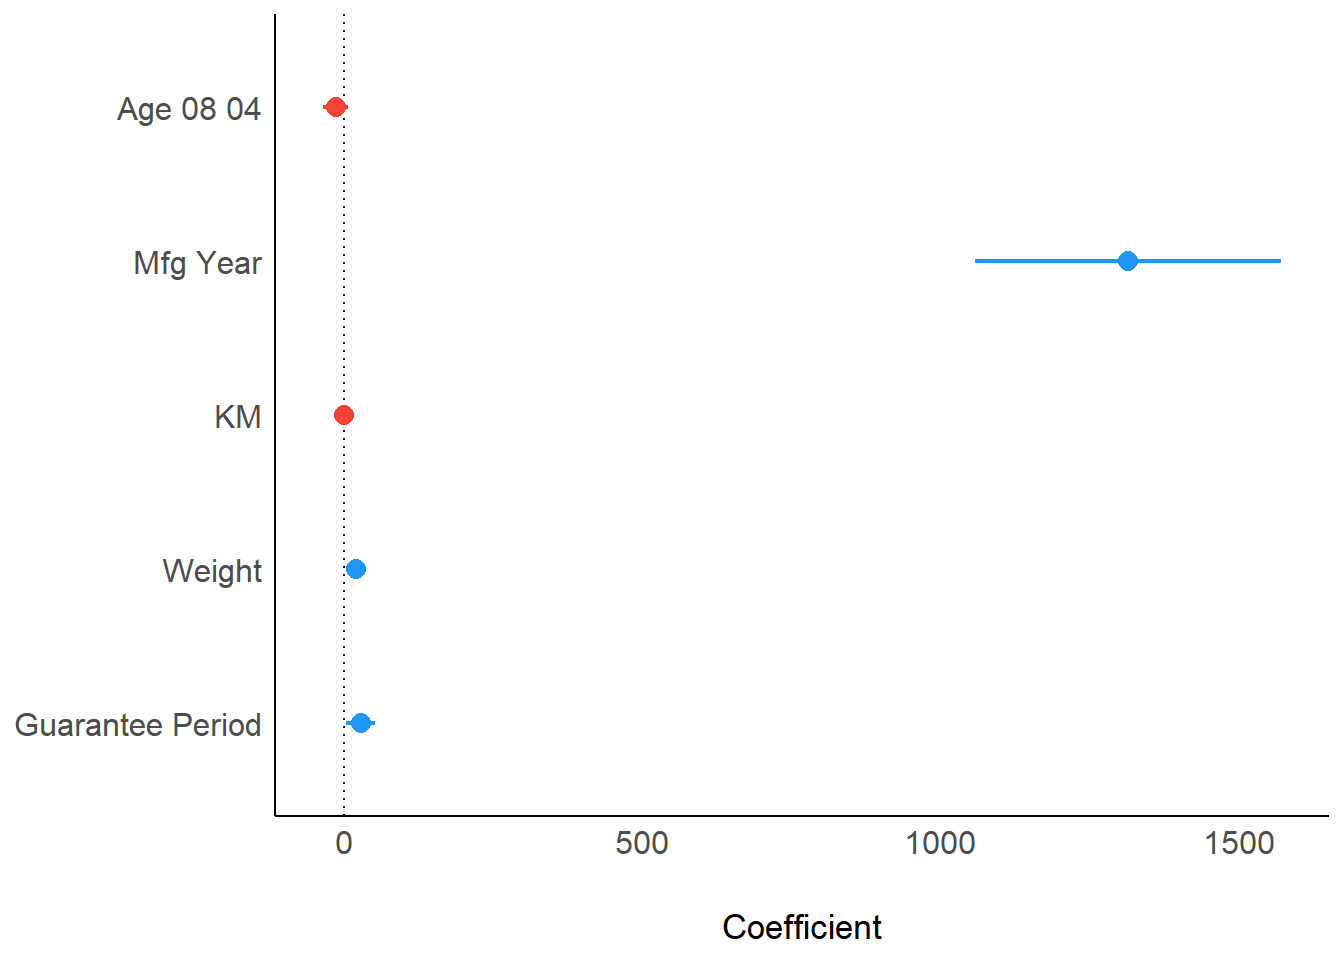 Age 08 04
Mfg Year
KM
Weight
Guarantee Period
0 500 1000 1500
Coefficient